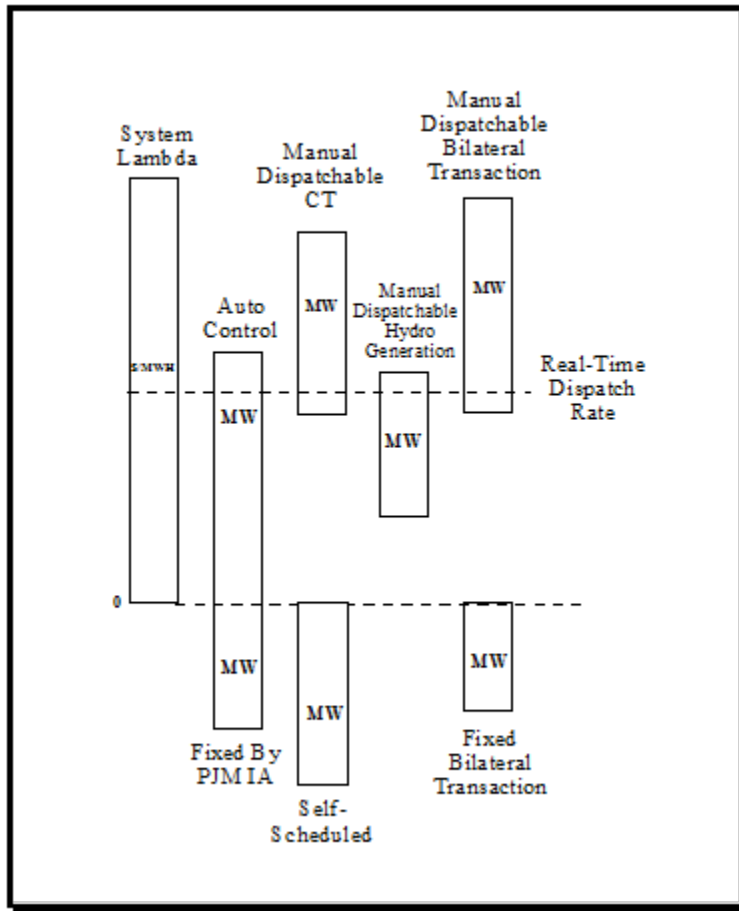 System
Lambda
Manual
Dispatchable
CT
Manual
Dispatchable
Bilateral
Transaction
Auto
Control
Manual
Dispatchable
Hydro
Generation
MW
MW
$/MWH
MW
MW
Real-Time
Dispatch
Rate
0
MW
MW
MW
Fixed By
PJM IA
Self-
Scheduled
Fixed
Bilateral
Transaction